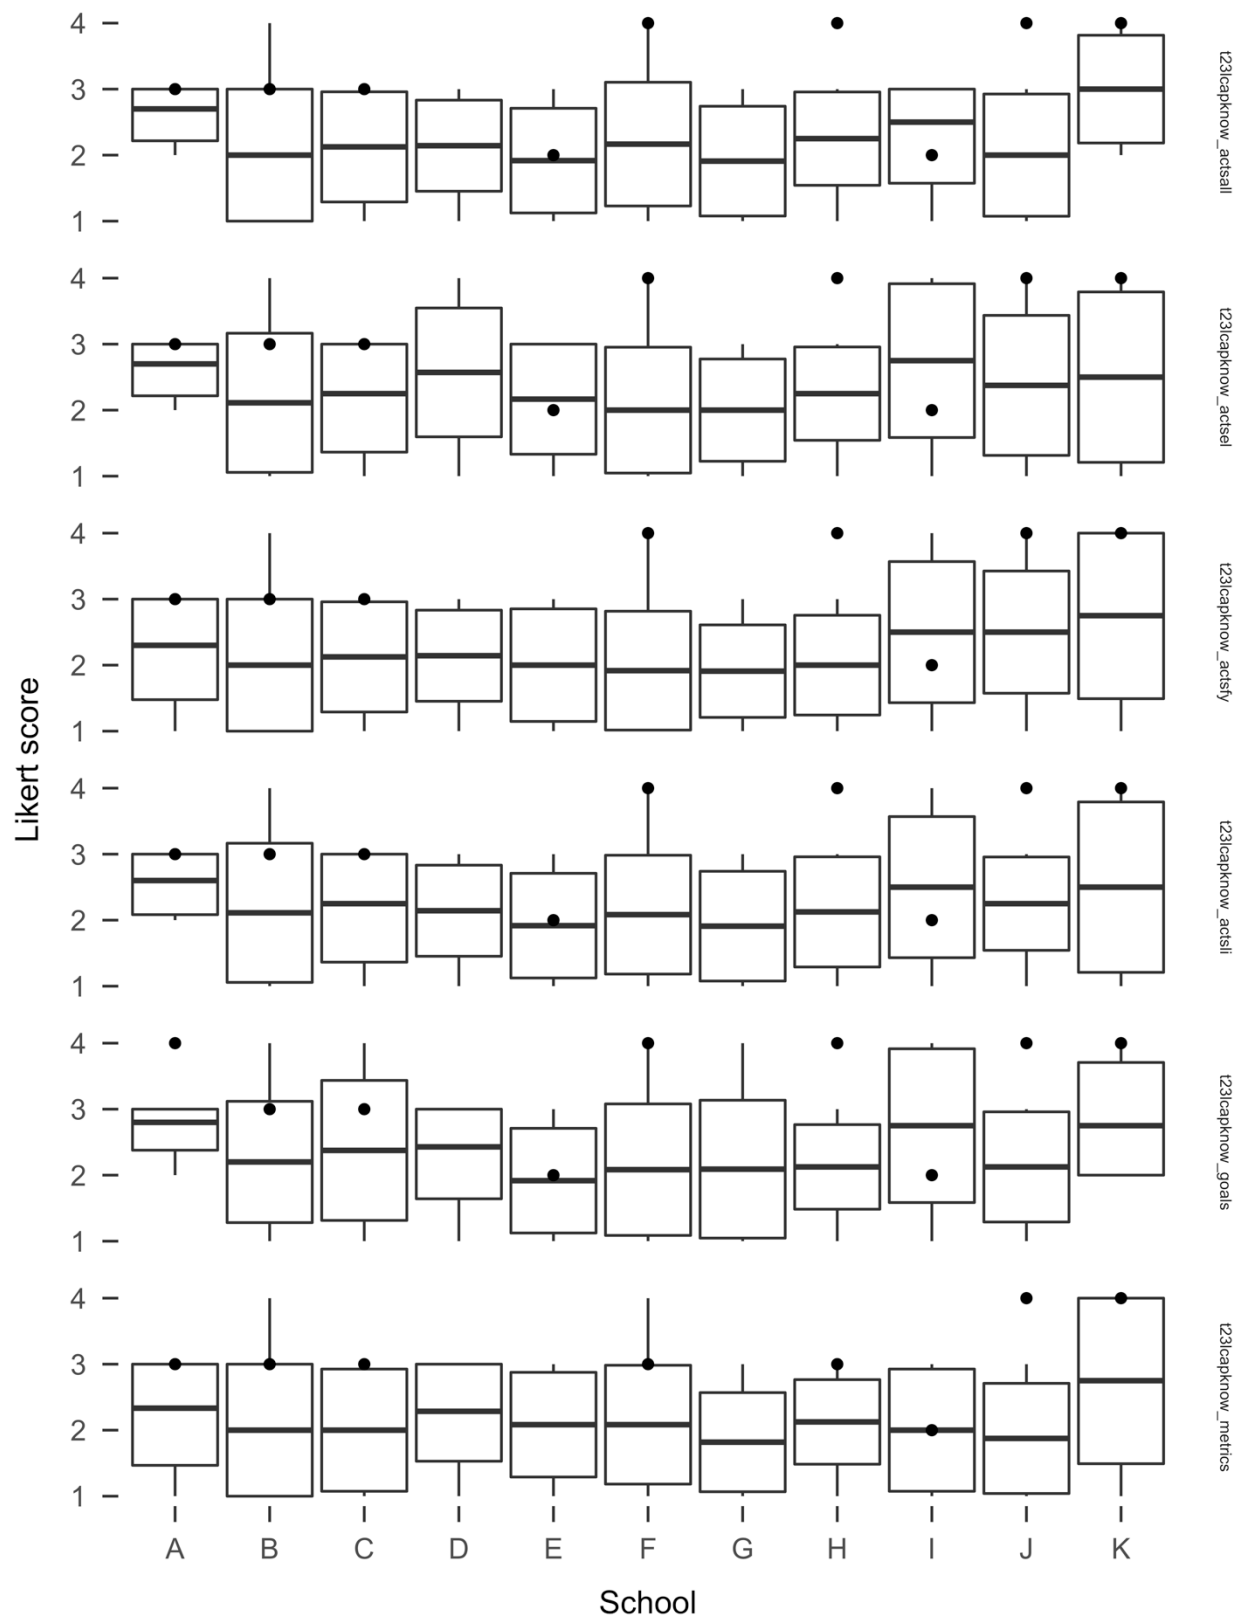 4
3
2
1
t23lcapknow_actsall
4
3
2
1
t23lcapknow_actsel
4
3
2
1
t23lcapknow_actsfy
4
3
2
1
t23lcapknow_actsli
4
3
2
1
t23lcapknow_goals
4
3
2
1
t23lcapknow_metrics
Likert score
A B C D E F G H I J K
School